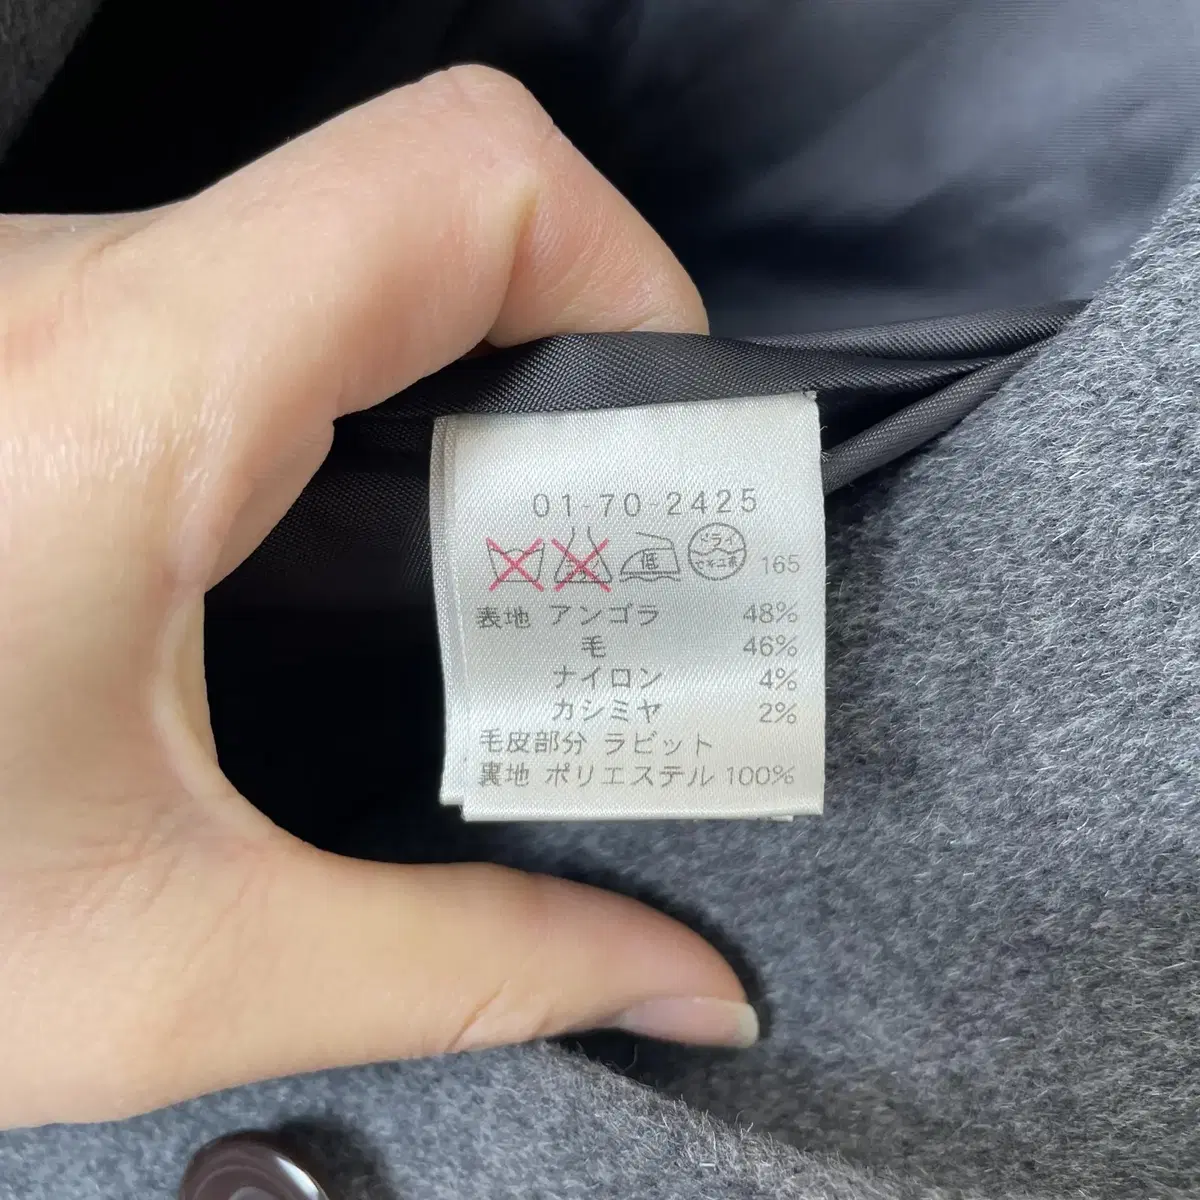 01-70-2425
低 ドライ セキユ系 165
表地 アンゴラ 48%
毛 46%
ナイロン 4%
カシミヤ 2%
毛皮部分 ラビット
裏地 ポリエステル 100%